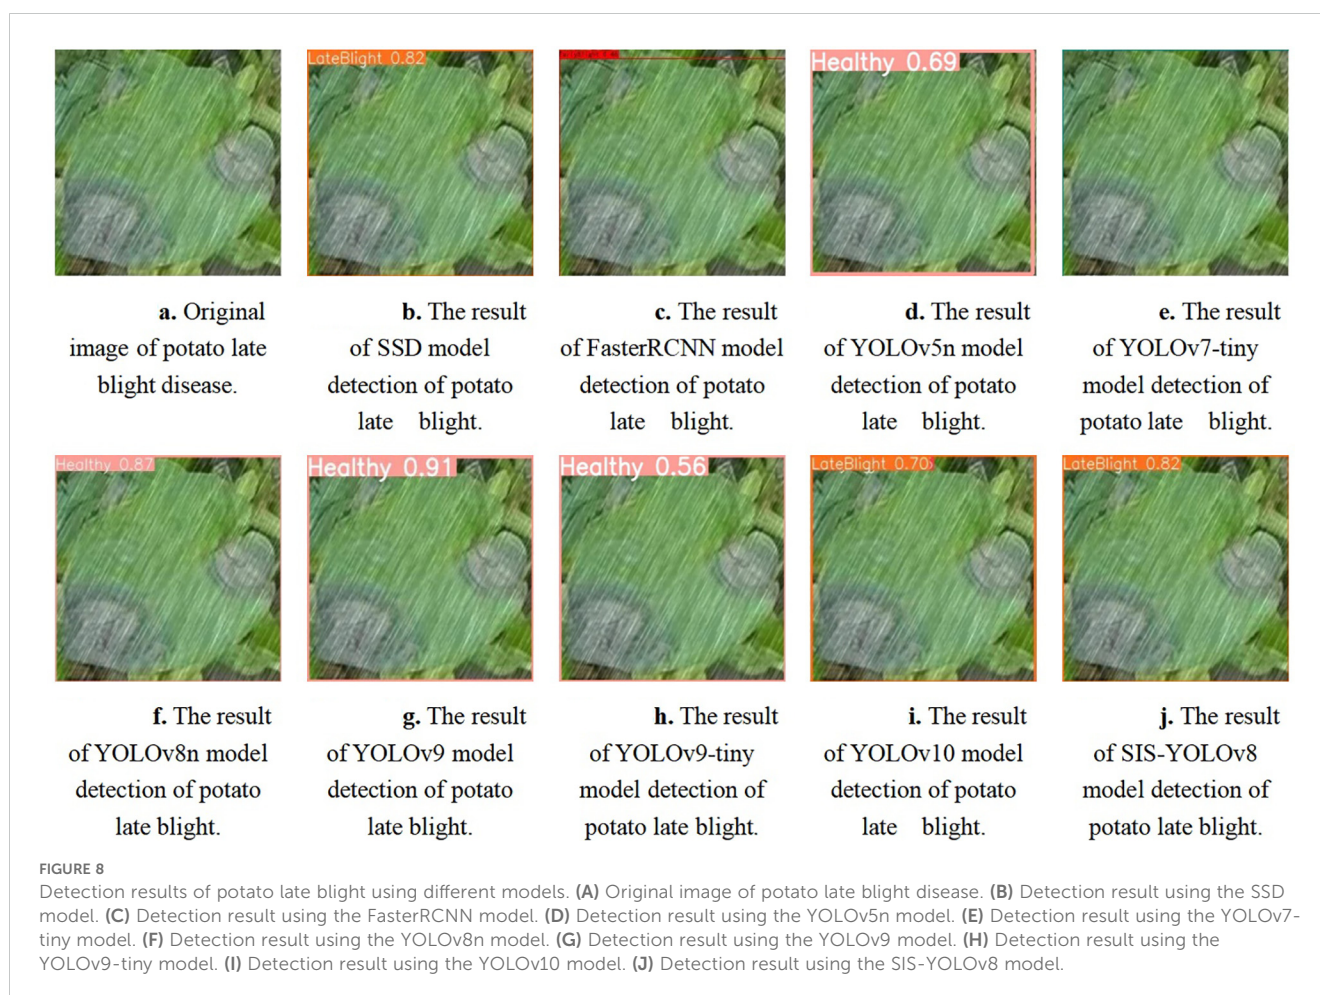 LateBlight 0.82
Healthy 0.69
a. Original
image of potato late
blight disease.
b. The result
of SSD model
detection of potato
late blight.
c. The result
of FasterRCNN model
detection of potato
late blight.
d. The result
of YOLOv5n model
detection of potato
late blight.
e. The result
of YOLOv7-tiny
model detection of
potato late blight.
Healthy 0.87
Healthy 0.91
Healthy 0.56
LateBlight 0.70
LateBlight 0.82
f. The result
of YOLOv8n model
detection of potato
late blight.
g. The result
of YOLOv9 model
detection of potato
late blight.
h. The result
of YOLOv9-tiny
model detection of
potato late blight.
i. The result
of YOLOv10 model
detection of potato
late blight.
j. The result
of SIS-YOLOv8
model detection of
potato late blight.
FIGURE 8
Detection results of potato late blight using different models. (A) Original image of potato late blight disease. (B) Detection result using the SSD
model. (C) Detection result using the FasterRCNN model. (D) Detection result using the YOLOv5n model. (E) Detection result using the YOLOv7-
tiny model. (F) Detection result using the YOLOv8n model. (G) Detection result using the YOLOv9 model. (H) Detection result using the
YOLOv9-tiny model. (I) Detection result using the YOLOv10 model. (J) Detection result using the SIS-YOLOv8 model.